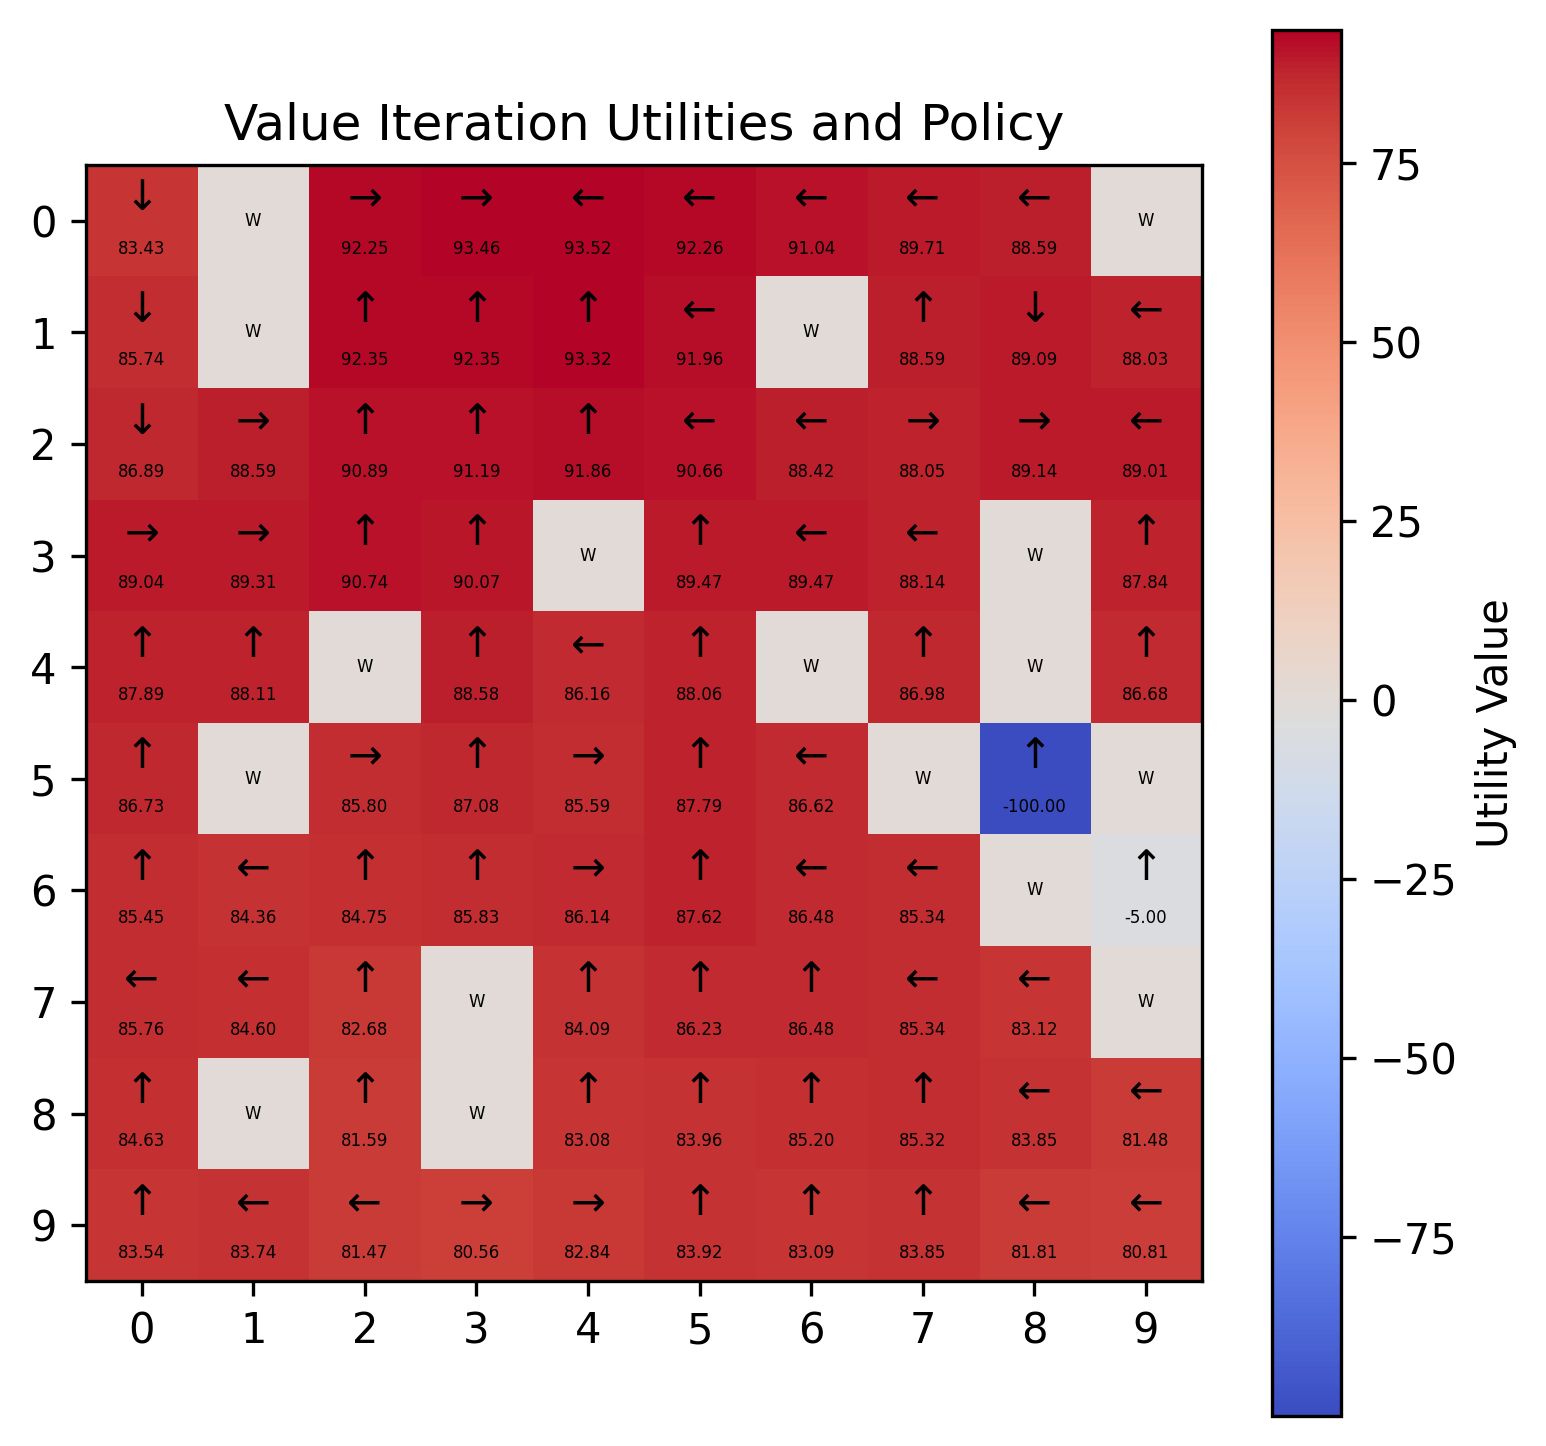 Value Iteration Utilities and Policy
0 ↓ W → → ← ← ← ← ← W
83.43 92.25 93.46 93.52 92.26 91.04 89.71 88.59
1 ↓ W ↑ ↑ ↑ ← W ↑ ↓ ←
85.74 92.35 92.35 93.32 91.96 88.59 89.09 88.03
2 ↓ → ↑ ↑ ↑ ← ← → → ←
86.89 88.59 90.89 91.19 91.86 90.66 88.42 88.05 89.14 89.01
3 → → ↑ ↑ W ↑ ← ← W ↑
89.04 89.31 90.74 90.07 89.47 89.47 88.14 87.84
4 ↑ ↑ W ↑ ← ↑ W ↑ W ↑
87.89 88.11 88.58 86.16 88.06 86.98 86.68
5 ↑ W → ↑ → ↑ ← W ↑ W
86.73 85.80 87.08 85.59 87.79 86.62 -100.00
6 ↑ ← ↑ ↑ → ↑ ← ← W ↑
85.45 84.36 84.75 85.83 86.14 87.62 86.48 85.34 -5.00
7 ← ← ↑ W ↑ ↑ ↑ ← ← W
85.76 84.60 82.68 84.09 86.23 86.48 85.34 83.12
8 ↑ W ↑ W ↑ ↑ ↑ ↑ ← ←
84.63 81.59 83.08 83.96 85.20 85.32 83.85 81.48
9 ↑ ← ← → → ↑ ↑ ↑ ← ←
83.54 83.74 81.47 80.56 82.84 83.92 83.09 83.85 81.81 80.81
0 1 2 3 4 5 6 7 8 9
75
50
25
0
−25
−50
−75
Utility Value